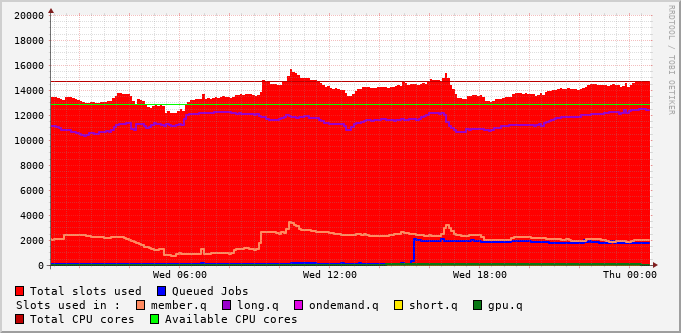 20000
18000
16000
14000
12000
10000
8000
6000
4000
2000
0
Wed 06:00 Wed 12:00 Wed 18:00 Thu 00:00
RRDTOOL / TOBI OETIKER
Total slots used Queued Jobs
Slots used in : member.q long.q ondemand.q short.q gpu.q
Total CPU cores Available CPU cores